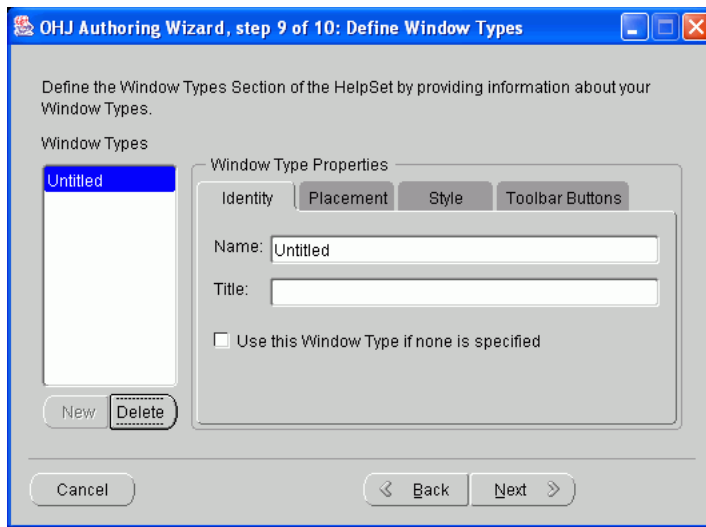 OHJ Authoring Wizard, step 9 of 10: Define Window Types
Define the Window Types Section of the HelpSet by providing information about your
Window Types.
Window Types
Untitled
Window Type Properties
Identity Placement Style Toolbar Buttons
Name: Untitled
Title:
Use this Window Type if none is specified
New Delete
Cancel Back Next